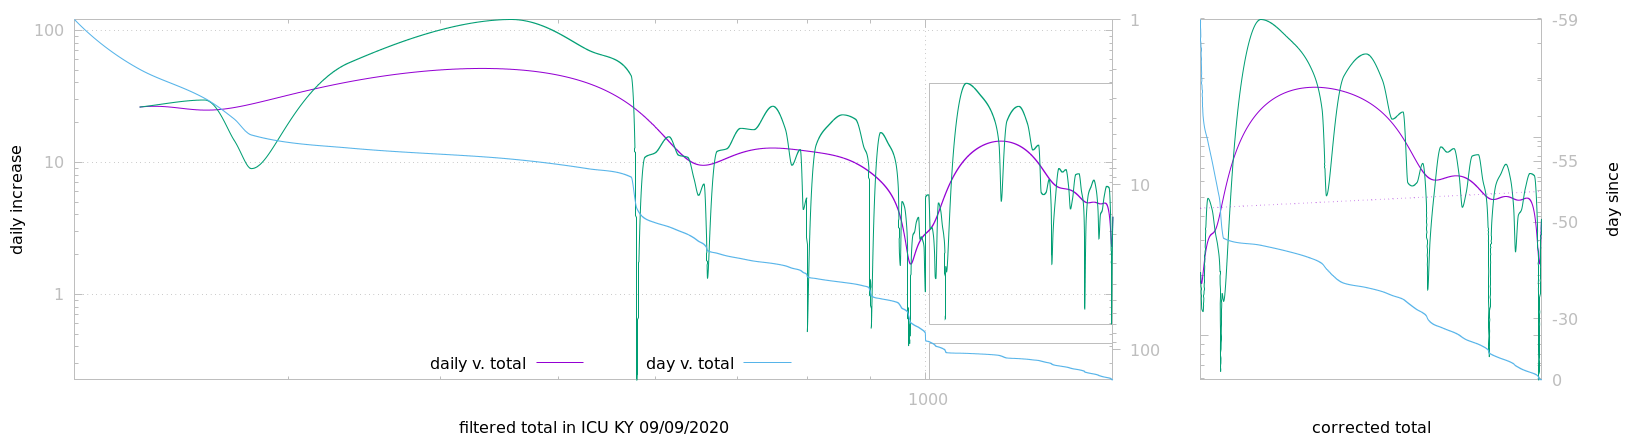 100
10
1
daily increase
1
10
100
1000
daily v. total
day v. total
filtered total in ICU KY 09/09/2020
-59
-55
-50
-30
0
day since
corrected total